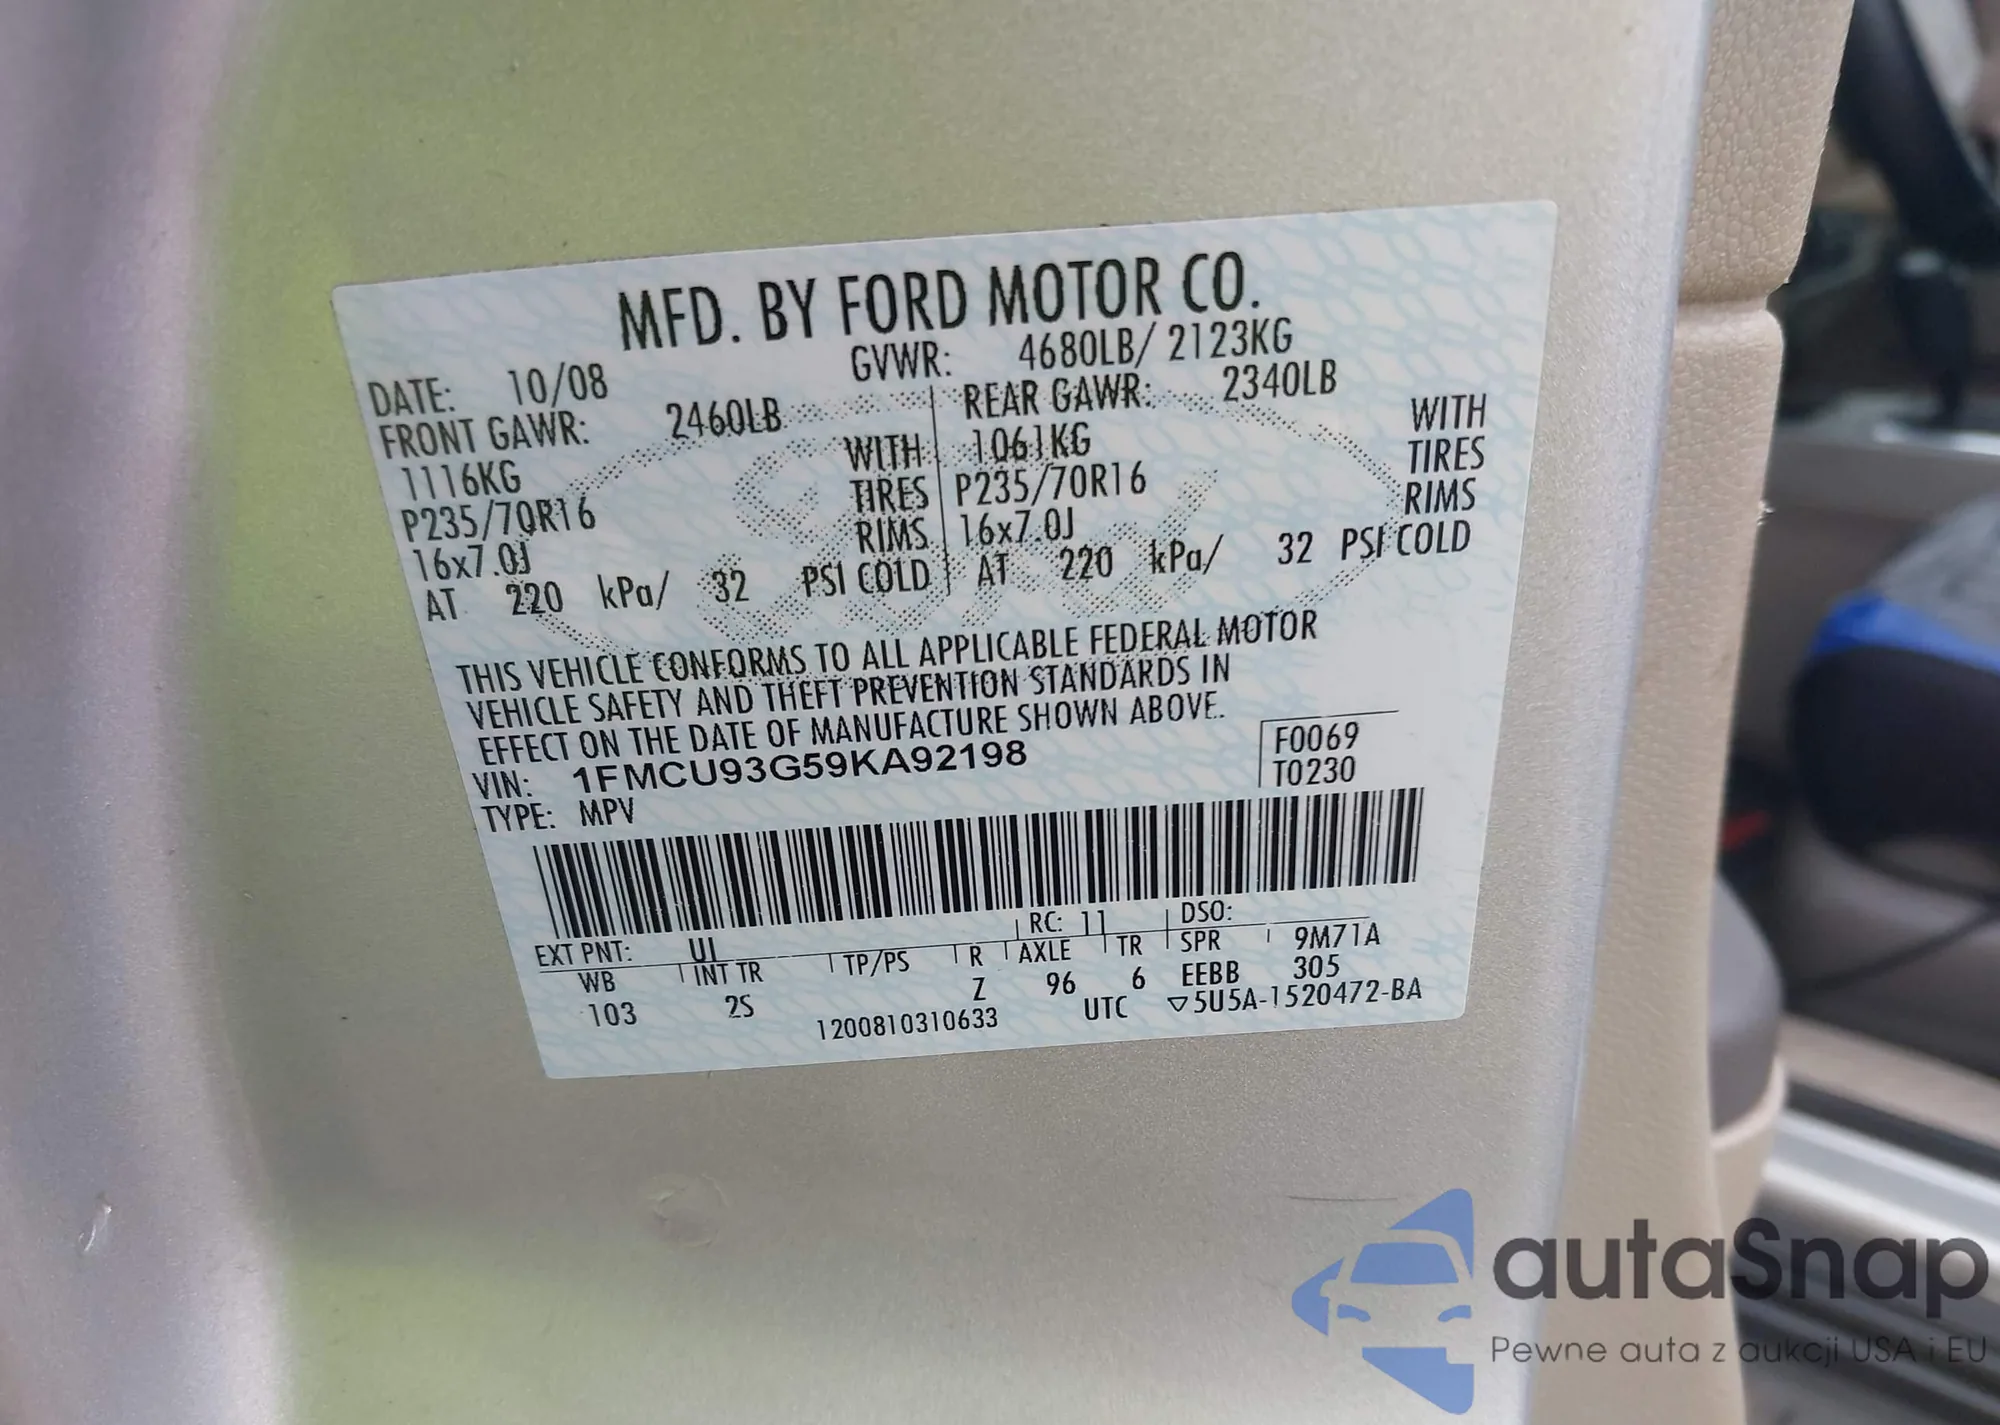 MFD. BY FORD MOTOR CO.
DATE: 10/08 GVWR: 4680LB/ 2123KG
FRONT GAWR: 2460LB REAR GAWR: 2340LB
1116KG WITH 1061KG WITH
P235/70R16 TIRES P235/70R16 TIRES
16x7.0J RIMS 16x7.0J RIMS
AT 220 kPa/ 32 PSI COLD AT 220 kPa/ 32 PSI COLD
THIS VEHICLE CONFORMS TO ALL APPLICABLE FEDERAL MOTOR
VEHICLE SAFETY AND THEFT PREVENTION STANDARDS IN
EFFECT ON THE DATE OF MANUFACTURE SHOWN ABOVE.
VIN: 1FMCU93G59KA92198 F0069
TYPE: MPV T0230
EXT PNT: UI RC: 11 DSO:
WB INT TR TP/PS R AXLE TR SPR 9M71A
103 2S Z 96 6 EEBB 305
1200810310633 UTC ▽5U5A-1520472-BA
autaSnap
Pewne auta z aukcji USA i EU